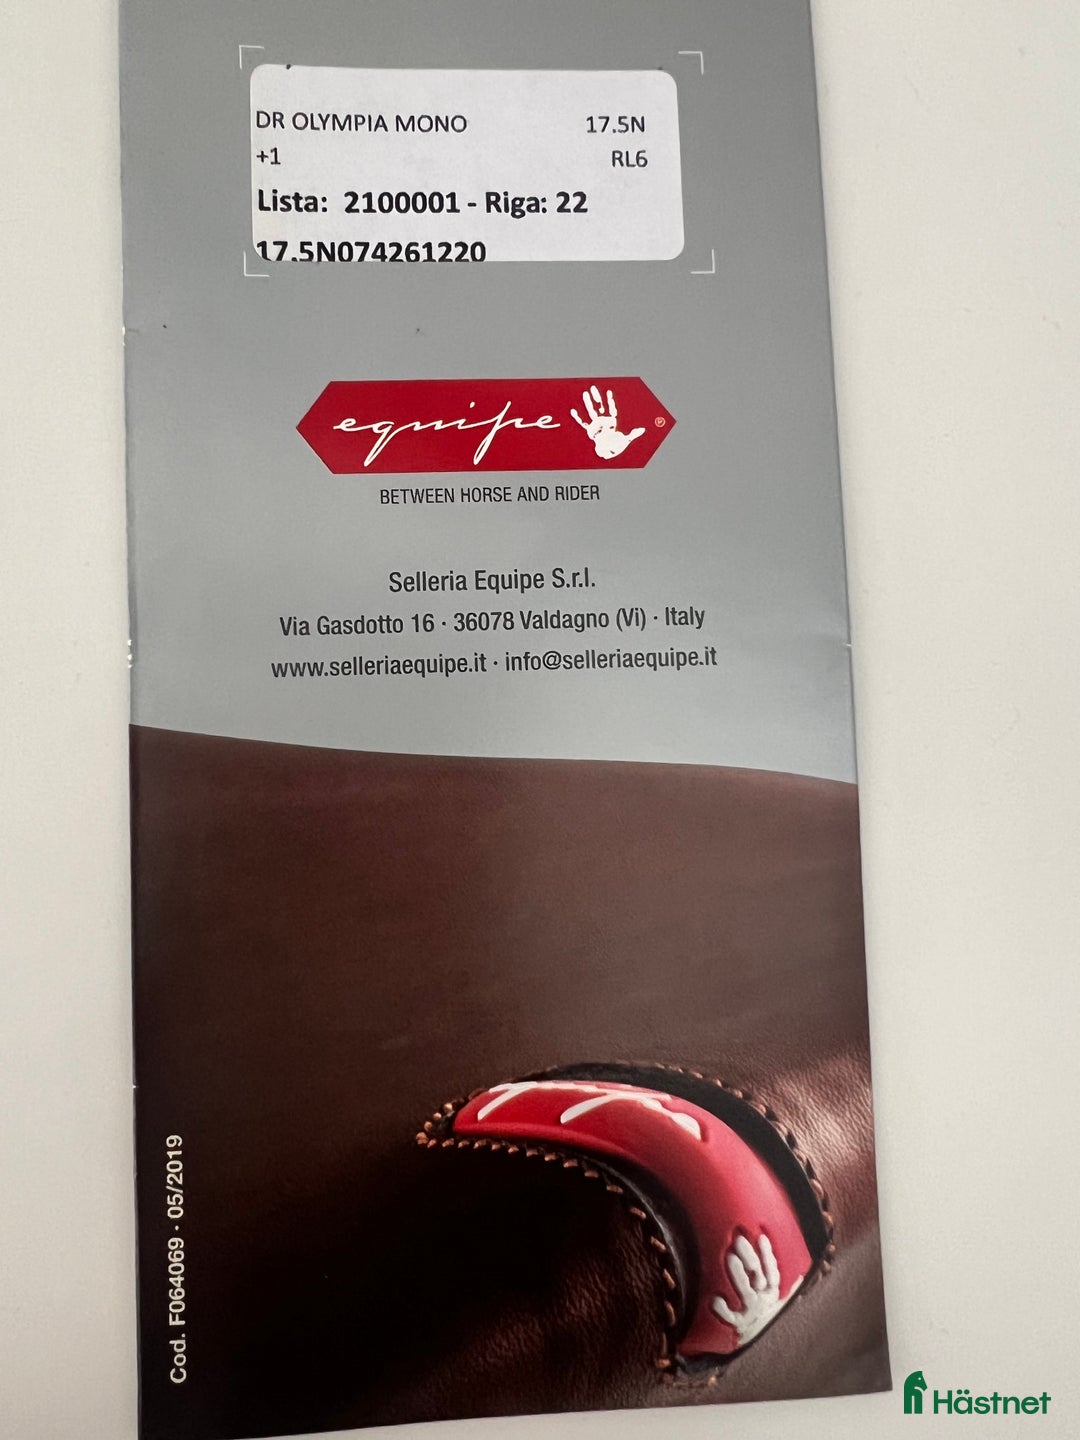 DR OLYMPIA MONO 17.5N
+1 RL6
Lista: 2100001 - Riga: 22
17.5N074261220
equipe
BETWEEN HORSE AND RIDER
Selleria Equipe S.r.l.
Via Gasdotto 16 · 36078 Valdagno (Vi) · Italy
www.selleriaequipe.it · info@selleriaequipe.it
Cod. F064069 · 05/2019
Hästnet